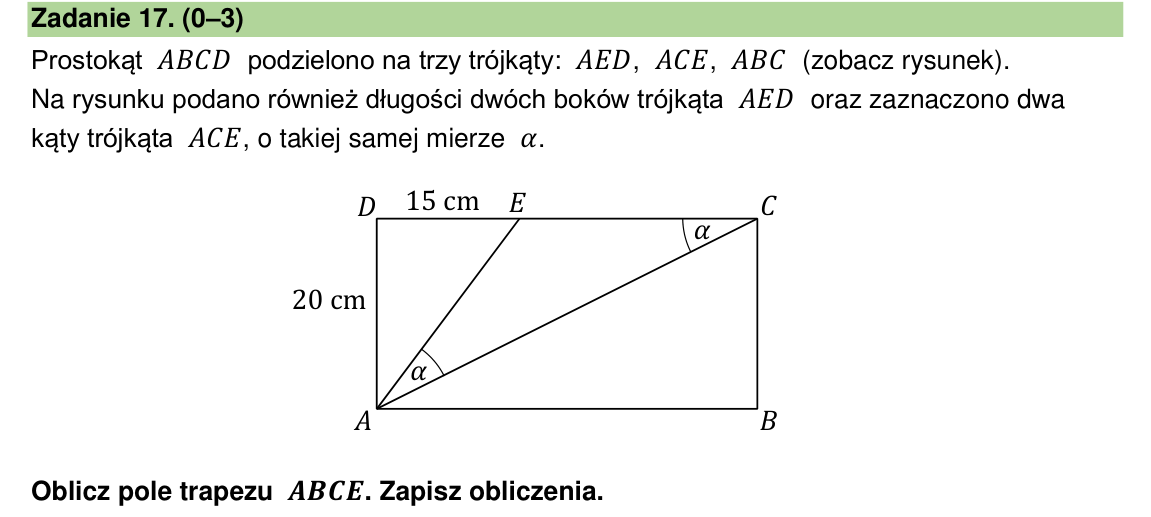 Zadanie 17. (0–3)
Prostokąt ABCD podzielono na trzy trójkąty: AED, ACE, ABC (zobacz rysunek).
Na rysunku podano również długości dwóch boków trójkąta AED oraz zaznaczono dwa
kąty trójkąta ACE, o takiej samej mierze α.
D 15 cm E C
α
20 cm
α
A B
Oblicz pole trapezu ABCE. Zapisz obliczenia.